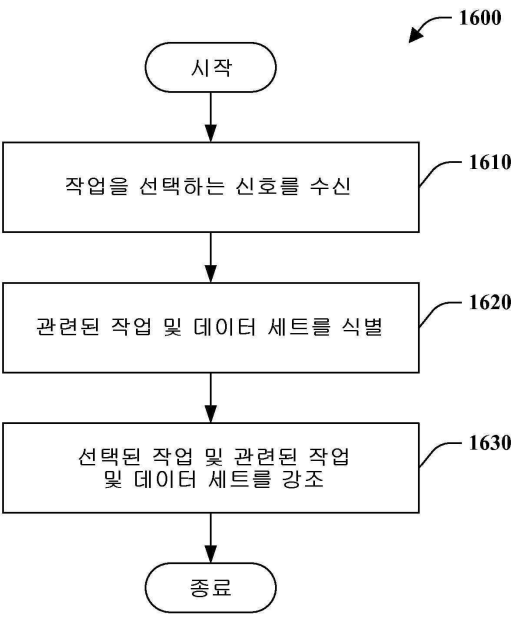 1600
시작
작업을 선택하는 신호를 수신
1610
관련된 작업 및 데이터 세트를 식별
1620
선택된 작업 및 관련된 작업
및 데이터 세트를 강조
1630
종료